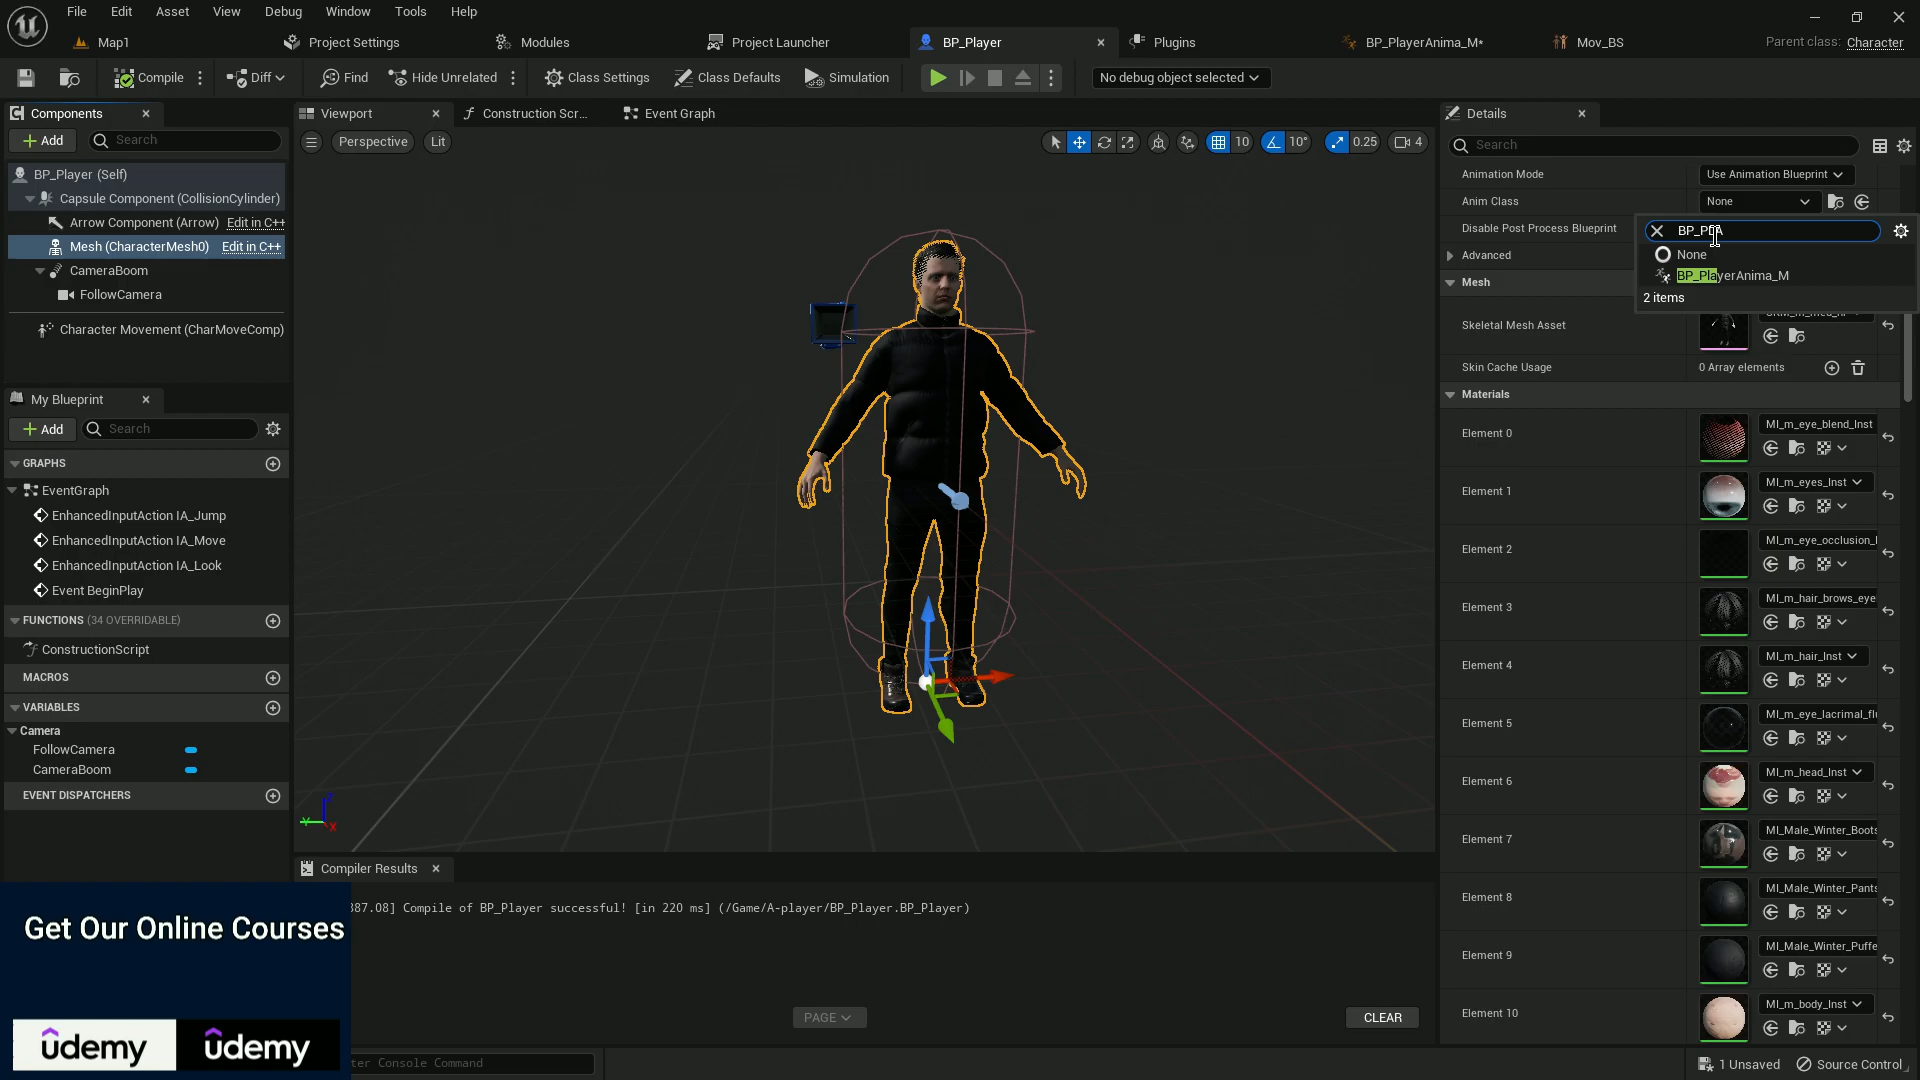 File Edit Asset View Debug Window Tools Help
Map1 Project Settings Modules Project Launcher BP_Player Plugins BP_PlayerAnima_M* Mov_BS Parent class: Character
Compile Diff Find Hide Unrelated Class Settings Class Defaults Simulation No debug object selected
Components
Add Search
BP_Player (Self)
Capsule Component (CollisionCylinder)
Arrow Component (Arrow) Edit in C++
Mesh (CharacterMesh0) Edit in C++
CameraBoom
FollowCamera
Character Movement (CharMoveComp)
My Blueprint
Add Search
GRAPHS
EventGraph
EnhancedInputAction IA_Jump
EnhancedInputAction IA_Move
EnhancedInputAction IA_Look
Event BeginPlay
FUNCTIONS (34 OVERRIDABLE)
ConstructionScript
MACROS
VARIABLES
Camera
FollowCamera
CameraBoom
EVENT DISPATCHERS
Get Our Online Courses
ûdemy ûdemy
Viewport Construction Scr... Event Graph
Perspective Lit 10 10° 0.25 4
Y X
Compiler Results
387.08] Compile of BP_Player successful! [in 220 ms] (/Game/A-player/BP_Player.BP_Player)
PAGE CLEAR
ter Console Command
Details
Search
Animation Mode Use Animation Blueprint
Anim Class None
Disable Post Process Blueprint
Advanced
None
BP_PlayerAnima_M
2 items
Mesh
Skeletal Mesh Asset
Skin Cache Usage 0 Array elements
Materials
Element 0 MI_m_eye_blend_Inst
Element 1 MI_m_eyes_Inst
Element 2 MI_m_eye_occlusion_I
Element 3 MI_m_hair_brows_eye
Element 4 MI_m_hair_Inst
Element 5 MI_m_eye_lacrimal_flu
Element 6 MI_m_head_Inst
Element 7 MI_Male_Winter_Boots
Element 8 MI_Male_Winter_Pants
Element 9 MI_Male_Winter_Puffe
Element 10 MI_m_body_Inst
1 Unsaved Source Control